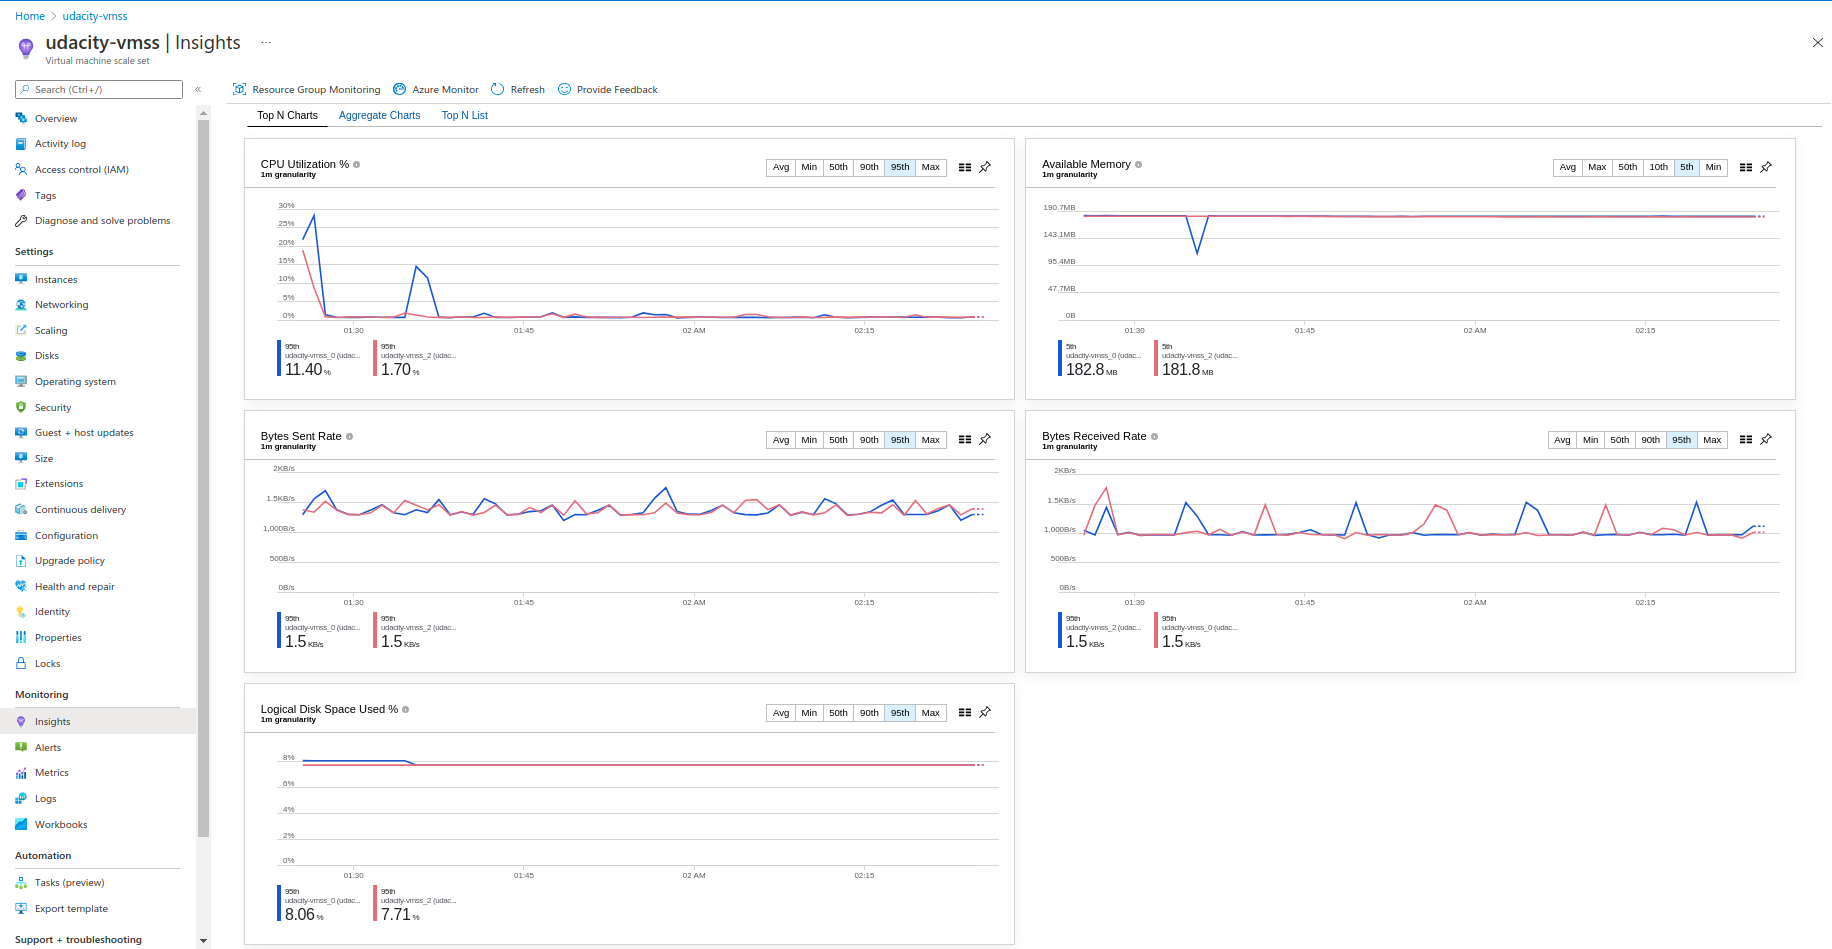 Home > udacity-vmss
udacity-vmss | Insights ...
Virtual machine scale set
Search (Ctrl+/) «
Overview
Activity log
Access control (IAM)
Tags
Diagnose and solve problems
Settings
Instances
Networking
Scaling
Disks
Operating system
Security
Guest + host updates
Size
Extensions
Continuous delivery
Configuration
Upgrade policy
Health and repair
Identity
Properties
Locks
Monitoring
Insights
Alerts
Metrics
Logs
Workbooks
Automation
Tasks (preview)
Export template
Support + troubleshooting
Resource Group Monitoring Azure Monitor Refresh Provide Feedback
Top N Charts Aggregate Charts Top N List
CPU Utilization %
1m granularity
Avg Min 50th 90th 95th Max
30%
25%
20%
15%
10%
5%
0%
01:30 01:45 02 AM 02:15
95th 95th
udacity-vmss_0 (udac... udacity-vmss_2 (udac...
11.40 % 1.70 %
Available Memory
1m granularity
Avg Max 50th 10th 5th Min
190.7MB
143.1MB
95.4MB
47.7MB
0B
01:30 01:45 02 AM 02:15
5th 5th
udacity-vmss_0 (udac... udacity-vmss_2 (udac...
182.8 MB 181.8 MB
Bytes Sent Rate
1m granularity
Avg Min 50th 90th 95th Max
2KB/s
1.5KB/s
1,000B/s
500B/s
0B/s
01:30 01:45 02 AM 02:15
95th 95th
udacity-vmss_0 (udac... udacity-vmss_2 (udac...
1.5 KB/s 1.5 KB/s
Bytes Received Rate
1m granularity
Avg Min 50th 90th 95th Max
2KB/s
1.5KB/s
1,000B/s
500B/s
0B/s
01:30 01:45 02 AM 02:15
95th 95th
udacity-vmss_2 (udac... udacity-vmss_0 (udac...
1.5 KB/s 1.5 KB/s
Logical Disk Space Used %
1m granularity
Avg Min 50th 90th 95th Max
8%
6%
4%
2%
0%
01:30 01:45 02 AM 02:15
95th 95th
udacity-vmss_0 (udac... udacity-vmss_2 (udac...
8.06 % 7.71 %